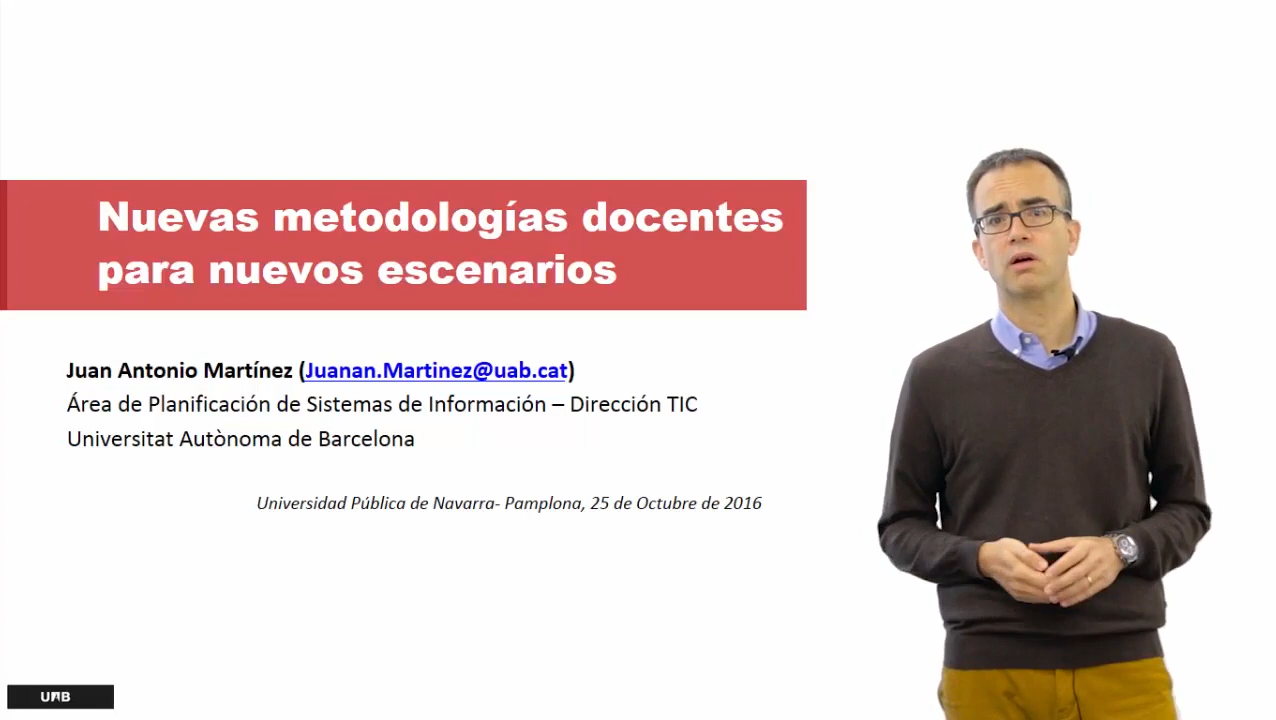 Nuevas metodologías docentes
para nuevos escenarios
Juan Antonio Martínez (Juanan.Martinez@uab.cat)
Área de Planificación de Sistemas de Información – Dirección TIC
Universitat Autònoma de Barcelona
Universidad Pública de Navarra- Pamplona, 25 de Octubre de 2016
UAB